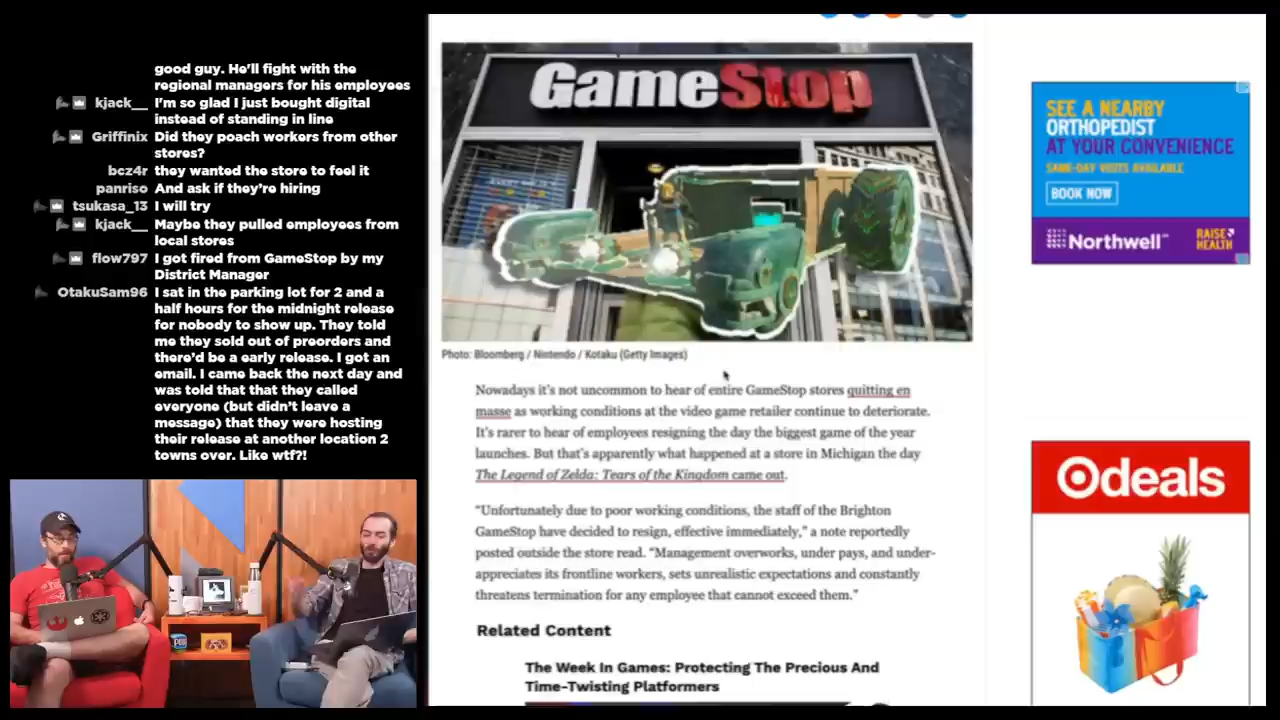 good guy. He'll fight with the
regional managers for his employees
kjack__ I'm so glad I just bought digital
instead of standing in line
Griffinix Did they poach workers from other
stores?
bcz4r they wanted the store to feel it
panriso And ask if they're hiring
tsukasa_13 I will try
kjack__ Maybe they pulled employees from
local stores
flow797 I got fired from GameStop by my
District Manager
OtakuSam96 I sat in the parking lot for 2 and a
half hours for the midnight release
for nobody to show up. They told
me they sold out of preorders and
there'd be a early release. I got an
email. I came back the next day and
was told that that they called
everyone (but didn't leave a
message) that they were hosting
their release at another location 2
towns over. Like wtf?!
GameStop
Photo: Bloomberg / Nintendo / Kotaku (Getty Images)
Nowadays it's not uncommon to hear of entire GameStop stores quitting en
masse as working conditions at the video game retailer continue to deteriorate.
It's rarer to hear of employees resigning the day the biggest game of the year
launches. But that's apparently what happened at a store in Michigan the day
The Legend of Zelda: Tears of the Kingdom came out.
"Unfortunately due to poor working conditions, the staff of the Brighton
GameStop have decided to resign, effective immediately," a note reportedly
posted outside the store read. "Management overworks, under pays, and under-
appreciates its frontline workers, sets unrealistic expectations and constantly
threatens termination for any employee that cannot exceed them."
Related Content
The Week In Games: Protecting The Precious And
Time-Twisting Platformers
SEE A NEARBY
ORTHOPEDIST
AT YOUR CONVENIENCE
SAME-DAY VISITS AVAILABLE
BOOK NOW
Northwell
RAISE
HEALTH
deals